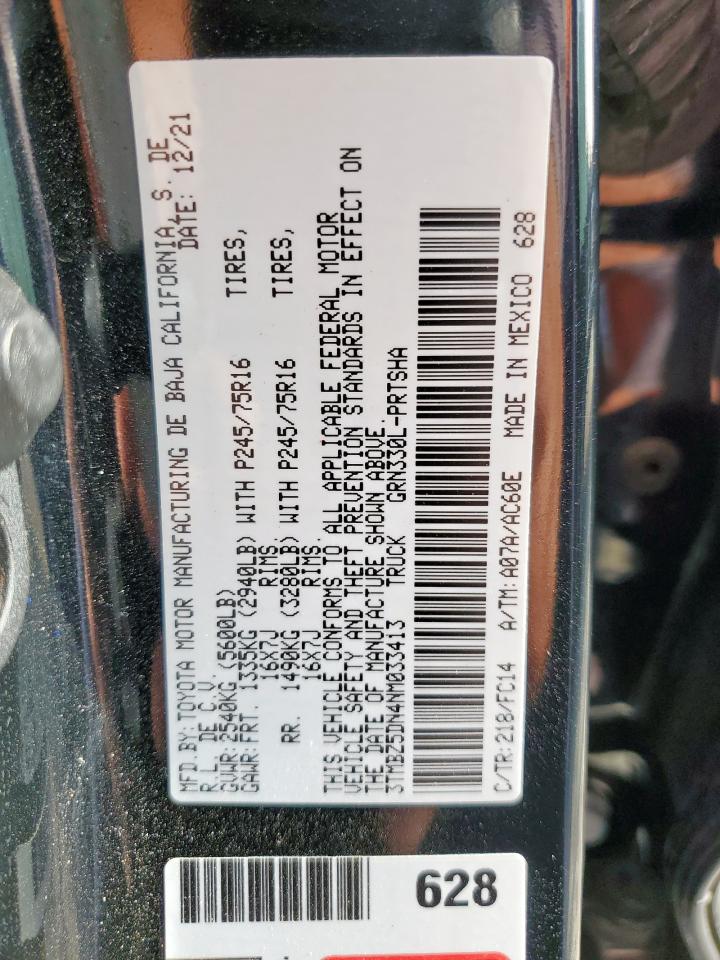 MFD.BY:TOYOTA MOTOR MANUFACTURING DE BAJA CALIFORNIA, S. DE
R.L. DE C.V. DATE: 12/21
GVWR:2540KG (5600LB)
GAWR:FRT. 1335KG (2940LB) WITH P245/75R16 TIRES,
16X7J RIMS.
RR. 1490KG (3280LB) WITH P245/75R16 TIRES,
16X7J RIMS.
THIS VEHICLE CONFORMS TO ALL APPLICABLE FEDERAL MOTOR
VEHICLE SAFETY AND THEFT PREVENTION STANDARDS IN EFFECT ON
THE DATE OF MANUFACTURE SHOWN ABOVE.
3TMBZ5DN4NM033413 TRUCK GRN330L-PRTSHA
C/TR:218/FC14 A/TM:A07A/AC60E MADE IN MEXICO 628
628